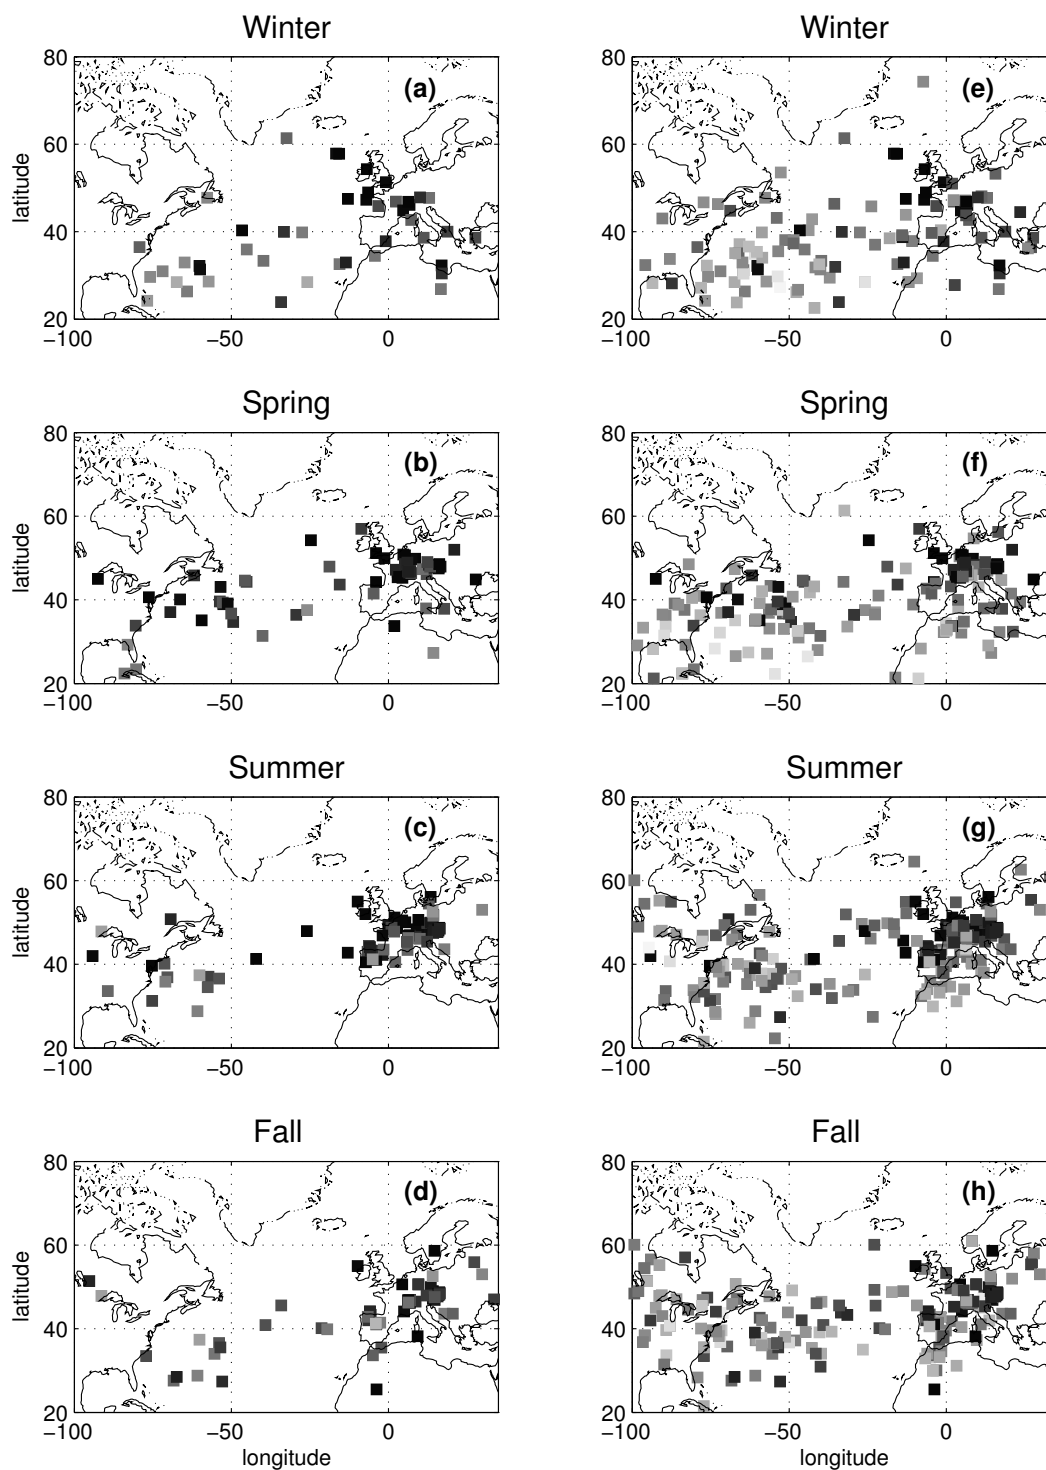 Winter Winter
80 80
(a) (e)
60 60
latitude
40 40
20 20
−100 −50 0 −100 −50 0
Spring Spring
80 80
(b) (f)
60 60
latitude
40 40
20 20
−100 −50 0 −100 −50 0
Summer Summer
80 80
(c) (g)
60 60
latitude
40 40
20 20
−100 −50 0 −100 −50 0
Fall Fall
80 80
(d) (h)
60 60
latitude
40 40
20 20
−100 −50 0 −100 −50 0
longitude longitude